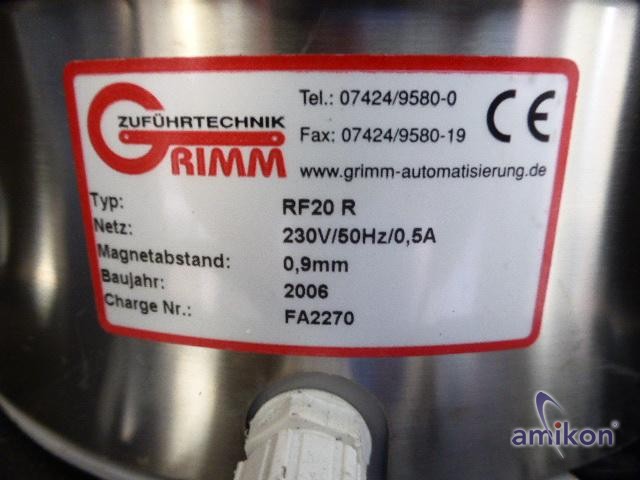 ZUFÜHRTECHNIK
GRIMM
Tel.: 07424/9580-0
Fax: 07424/9580-19
www.grimm-automatisierung.de
CE
Typ: RF20 R
Netz: 230V/50Hz/0,5A
Magnetabstand: 0,9mm
Baujahr: 2006
Charge Nr.: FA2270
amikon